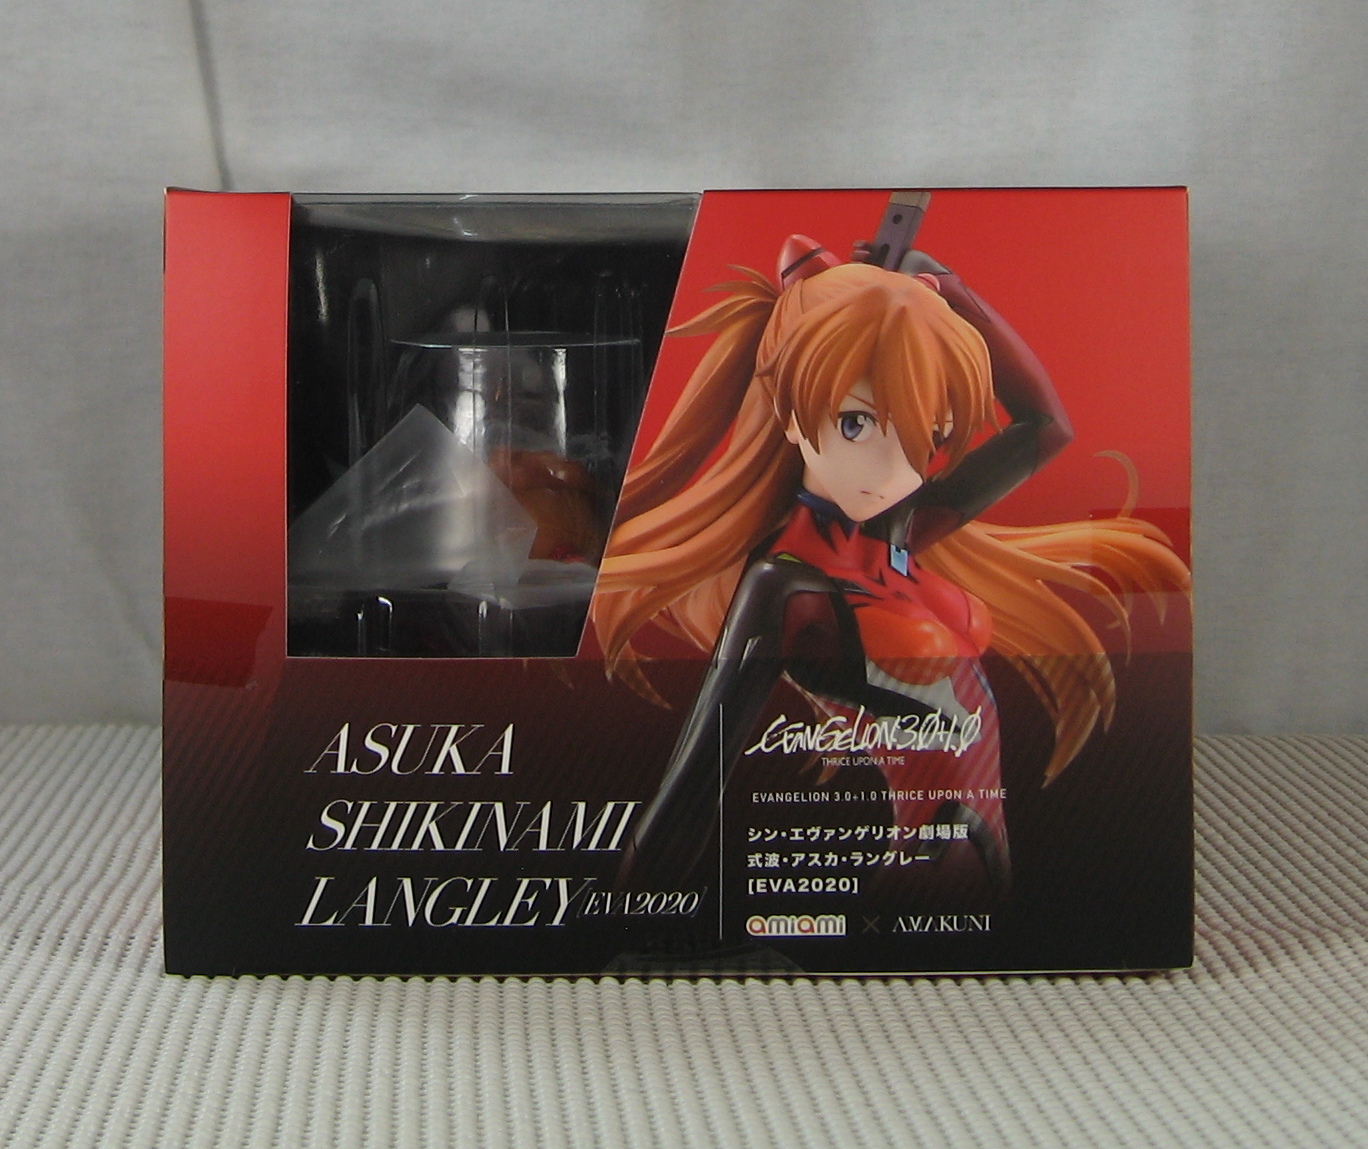 ASUKA
SHIKINAMI
LANGLEY[EVA2020]
EVANGELION:3.0+1.0
THRICE UPON A TIME
EVANGELION 3.0+1.0 THRICE UPON A TIME
シン・エヴァンゲリオン劇場版
式波・アスカ・ラングレー
[EVA2020]
amiami × AMAKUNI